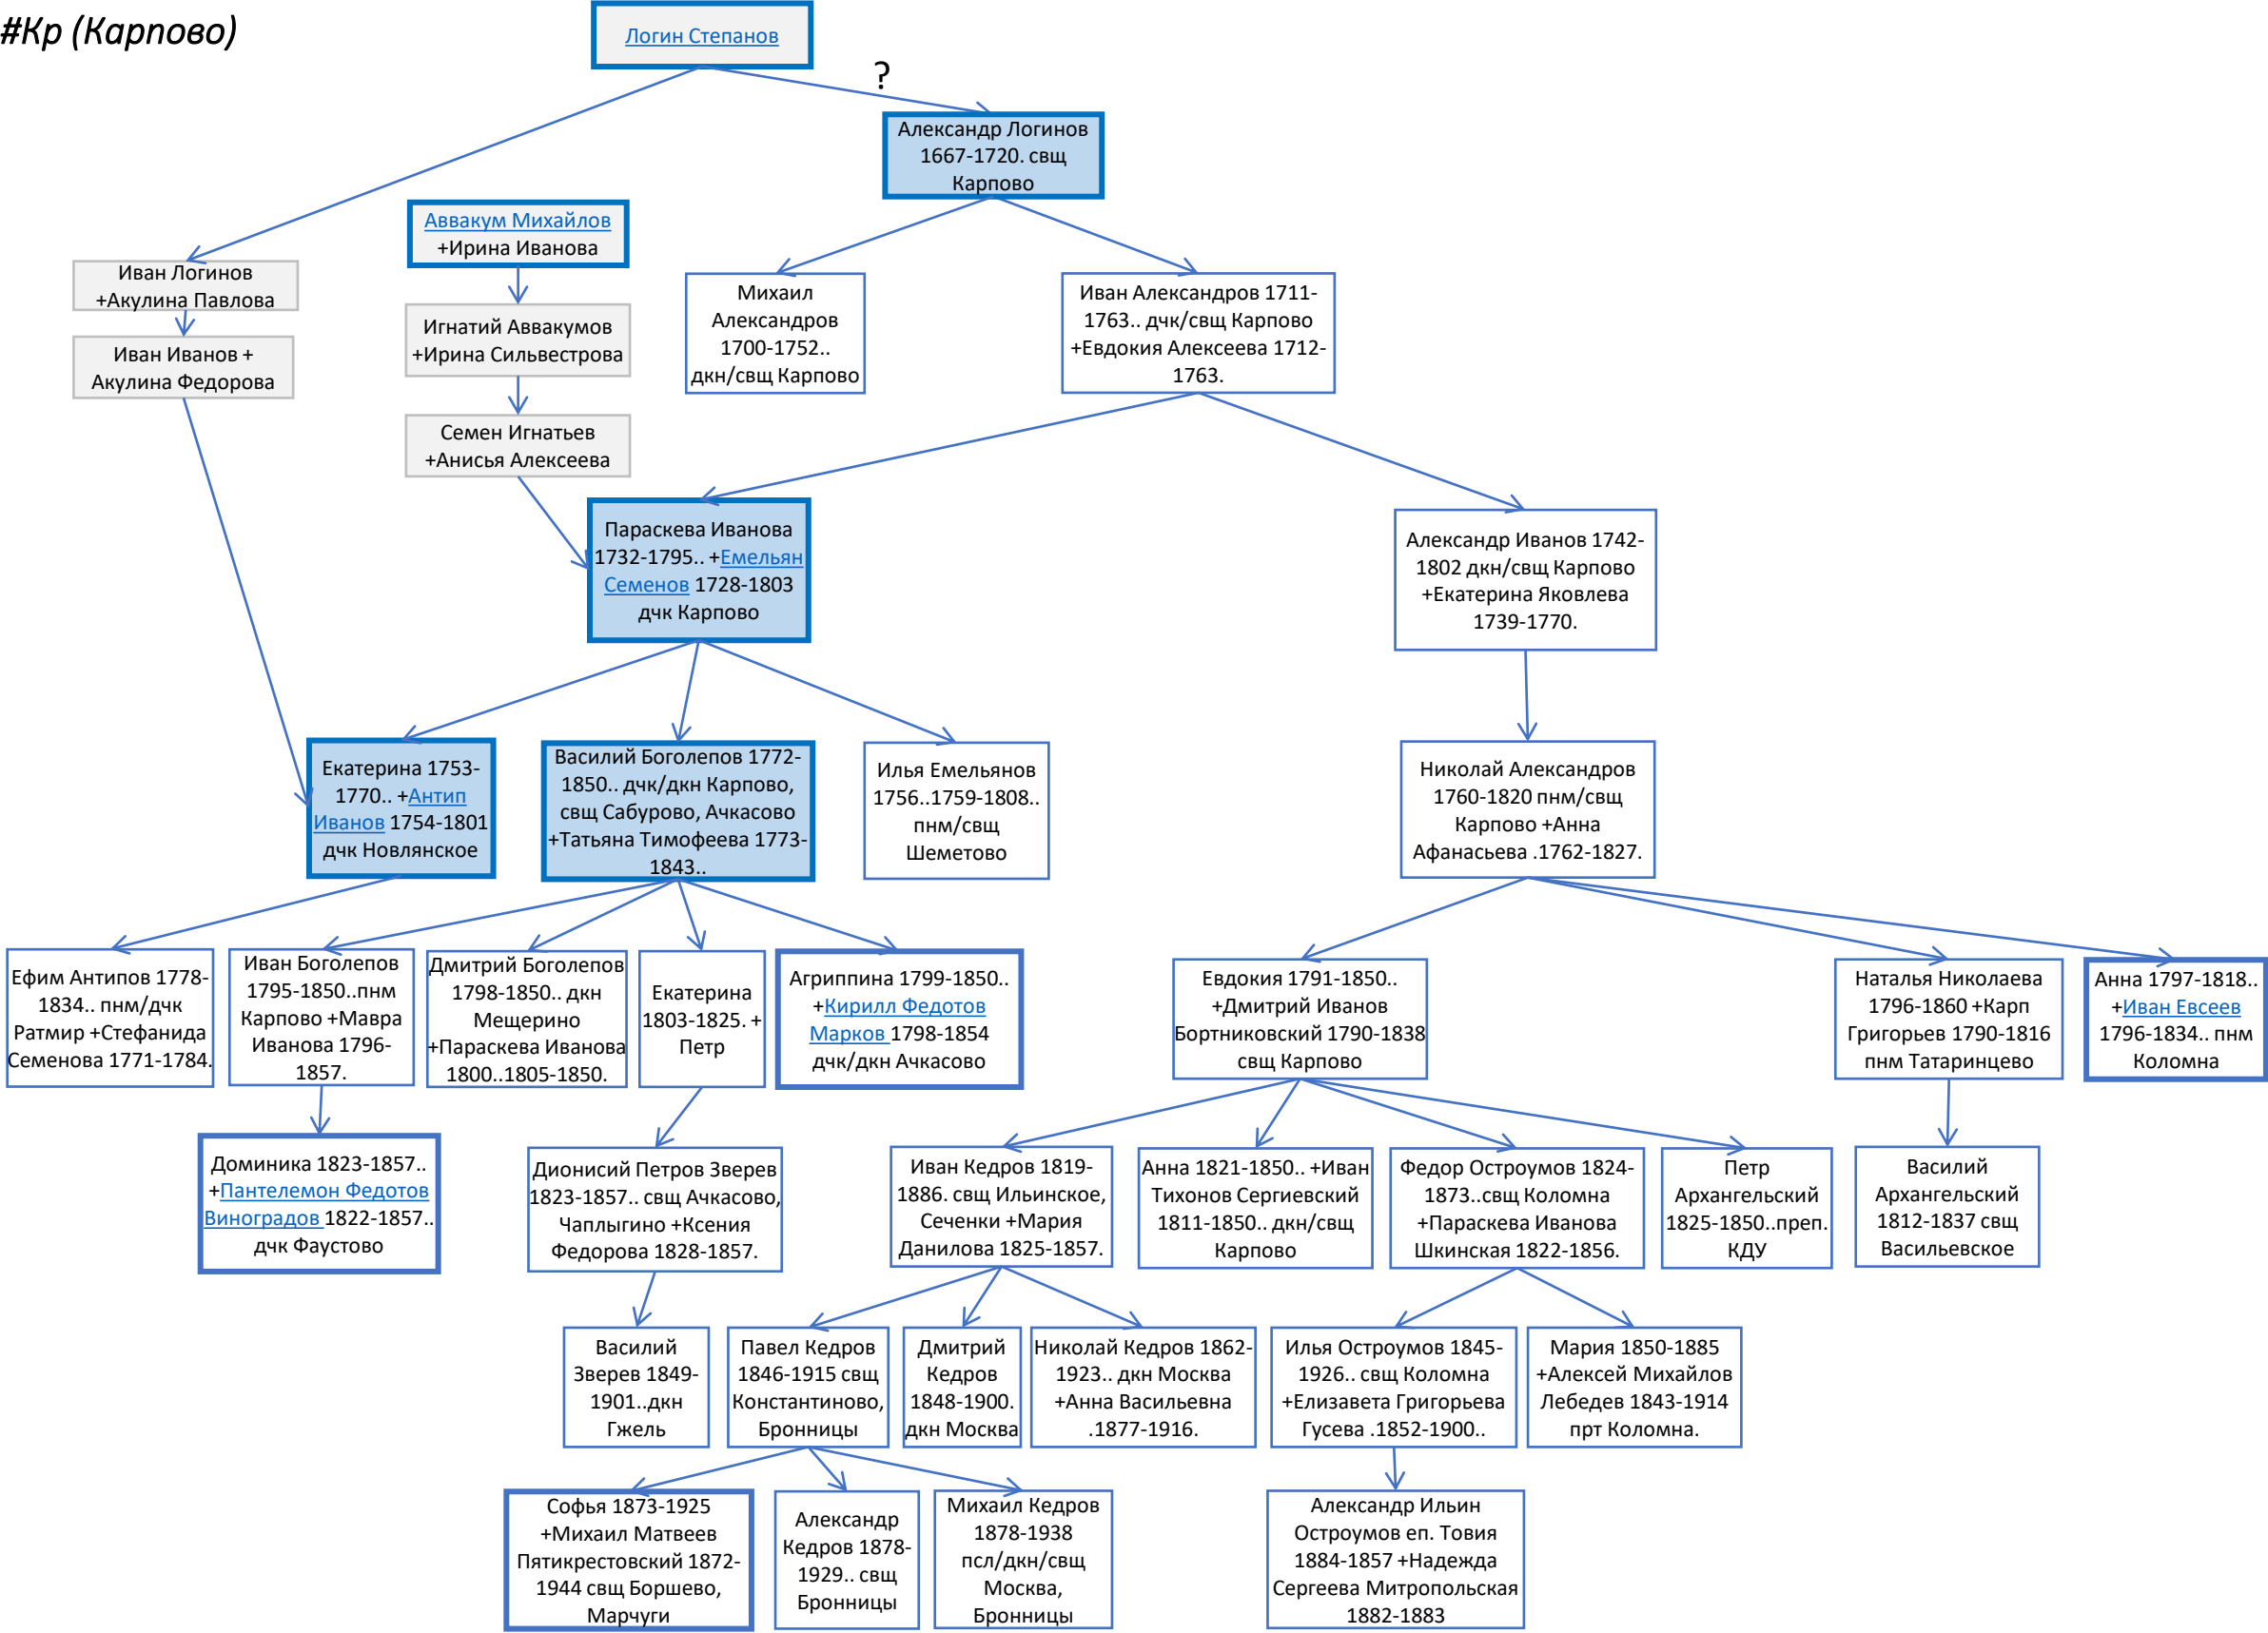 #Кр (Карпово)
Логин Степанов
?
Александр Логинов
1667-1720. свщ
Карпово
Аввакум Михайлов
+Ирина Иванова
Иван Логинов
+Акулина Павлова
Михаил
Александров
1700-1752..
дкн/свщ Карпово
Иван Александров 1711-
1763.. дчк/свщ Карпово
+Евдокия Алексеева 1712-
1763.
Игнатий Аввакумов
+Ирина Сильвестрова
Иван Иванов +
Акулина Федорова
Семен Игнатьев
+Анисья Алексеева
Параскева Иванова
1732-1795.. +Емельян
Семенов 1728-1803
дчк Карпово
Александр Иванов 1742-
1802 дкн/свщ Карпово
+Екатерина Яковлева
1739-1770.
Екатерина 1753-
1770.. +Антип
Иванов 1754-1801
дчк Новлянское
Василий Боголепов 1772-
1850.. дчк/дкн Карпово,
свщ Сабурово, Ачкасово
+Татьяна Тимофеева 1773-
1843..
Илья Емельянов
1756..1759-1808..
пнм/свщ
Шеметово
Николай Александров
1760-1820 пнм/свщ
Карпово +Анна
Афанасьева .1762-1827.
Ефим Антипов 1778-
1834.. пнм/дчк
Ратмир +Стефанида
Семенова 1771-1784.
Иван Боголепов
1795-1850..пнм
Карпово +Мавра
Иванова 1796-
1857.
Дмитрий Боголепов
1798-1850.. дкн
Мещерино
+Параскева Иванова
1800..1805-1850.
Екатерина
1803-1825. +
Петр
Агриппина 1799-1850..
+Кирилл Федотов
Марков 1798-1854
дчк/дкн Ачкасово
Евдокия 1791-1850..
+Дмитрий Иванов
Бортниковский 1790-1838
свщ Карпово
Наталья Николаева
1796-1860 +Карп
Григорьев 1790-1816
пнм Татаринцево
Анна 1797-1818..
+Иван Евсеев
1796-1834.. пнм
Коломна
Доминика 1823-1857..
+Пантелемон Федотов
Виноградов 1822-1857..
дчк Фаустово
Дионисий Петров Зверев
1823-1857.. свщ Ачкасово,
Чаплыгино +Ксения
Федорова 1828-1857.
Иван Кедров 1819-
1886. свщ Ильинское,
Сеченки +Мария
Данилова 1825-1857.
Анна 1821-1850.. +Иван
Тихонов Сергиевский
1811-1850.. дкн/свщ
Карпово
Федор Остроумов 1824-
1873..свщ Коломна
+Параскева Иванова
Шкинская 1822-1856.
Петр
Архангельский
1825-1850..преп.
КДУ
Василий
Архангельский
1812-1837 свщ
Васильевское
Василий
Зверев 1849-
1901..дкн
Гжель
Павел Кедров
1846-1915 свщ
Константиново,
Бронницы
Дмитрий
Кедров
1848-1900.
дкн Москва
Николай Кедров 1862-
1923.. дкн Москва
+Анна Васильевна
.1877-1916.
Илья Остроумов 1845-
1926.. свщ Коломна
+Елизавета Григорьева
Гусева .1852-1900..
Мария 1850-1885
+Алексей Михайлов
Лебедев 1843-1914
прт Коломна.
Софья 1873-1925
+Михаил Матвеев
Пятикрестовский 1872-
1944 свщ Боршево,
Марчуги
Александр
Кедров 1878-
1929.. свщ
Бронницы
Михаил Кедров
1878-1938
псл/дкн/свщ
Москва,
Бронницы
Александр Ильин
Остроумов еп. Товия
1884-1857 +Надежда
Сергеева Митропольская
1882-1883